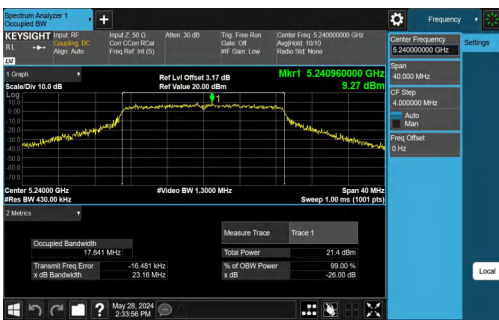 Spectrum Analyzer 1
Occupied BW
Frequency
KEYSIGHT
Input: RF
Coupling: DC
Align: Auto
Input Z: 50 Ω
Corr CCorr RCal
Freq Ref: Int (S)
Atten: 30 dB
Trig: Free Run
Gate: Off
#IF Gain: Low
Center Freq: 5.240000000 GHz
Avg|Hold: 10/10
Radio Std: None
RL
LVI
Center Frequency
5.240000000 GHz
Settings
Span
40.000 MHz
CF Step
4.000000 MHz
Auto
Man
Freq Offset
0 Hz
Local
1 Graph
Scale/Div 10.0 dB
Ref Lvl Offset 3.17 dB
Ref Value 20.00 dBm
Mkr1 5.240960000 GHz
9.27 dBm
Log
10.0
0.00
-10.0
-20.0
-30.0
-40.0
-50.0
-60.0
-70.0
1
Center 5.24000 GHz
#Res BW 430.00 kHz
#Video BW 1.3000 MHz
Span 40 MHz
Sweep 1.00 ms (1001 pts)
2 Metrics
Measure Trace
Trace 1
Occupied Bandwidth
17.841 MHz
Total Power
21.4 dBm
Transmit Freq Error
-16.481 kHz
% of OBW Power
99.00 %
x dB Bandwidth
23.16 MHz
x dB
-26.00 dB
May 28, 2024
2:33:56 PM